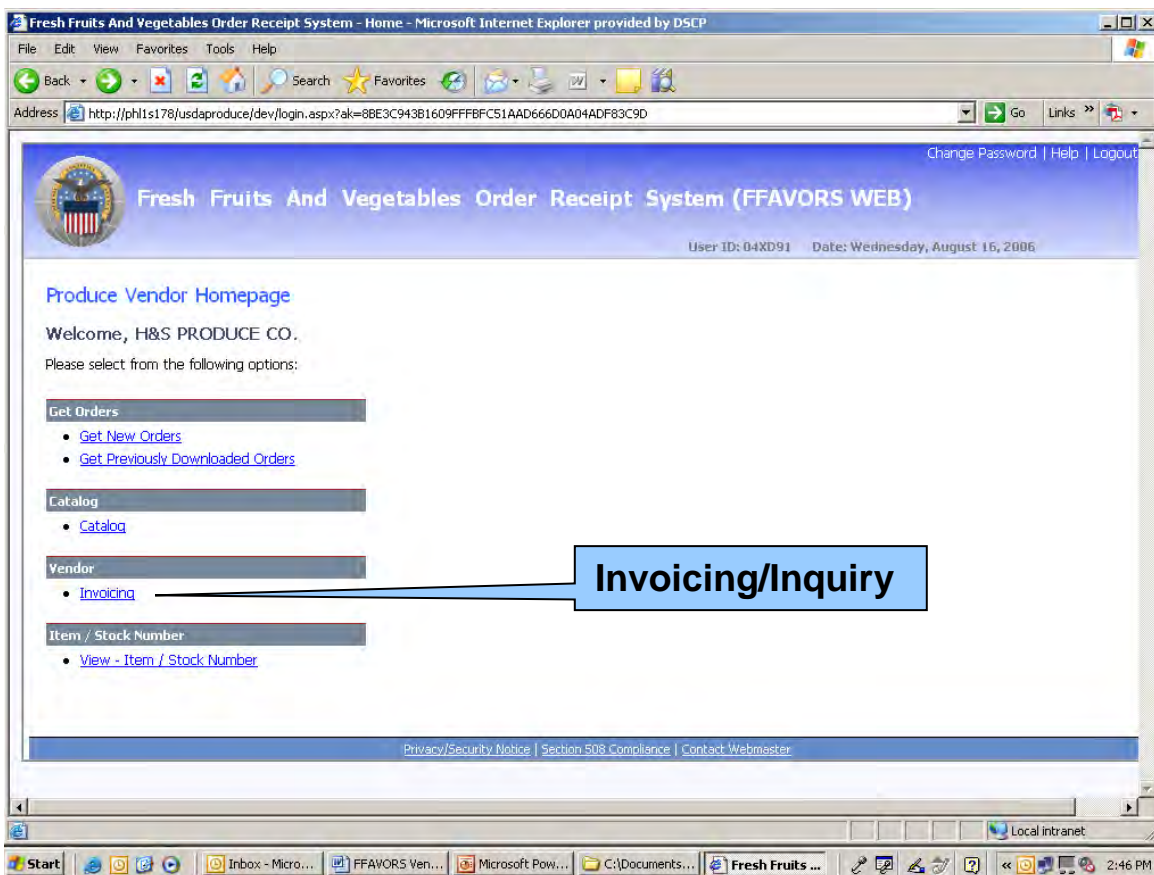 Fresh Fruits And Vegetables Order Receipt System - Home - Microsoft Internet Explorer provided by DSCP
File Edit View Favorites Tools Help
Back Search Favorites
Address http://phl1s178/usdaproduce/dev/login.aspx?ak=8BE3C943B1609FFFBFC51AAD666D0A04ADF83C9D Go Links »
Change Password | Help | Logout
Fresh Fruits And Vegetables Order Receipt System (FFAVORS WEB)
User ID: 04XD91 Date: Wednesday, August 16, 2006
Produce Vendor Homepage
Welcome, H&S PRODUCE CO.
Please select from the following options:
Get Orders
• Get New Orders
• Get Previously Downloaded Orders
Catalog
• Catalog
Vendor
• Invoicing
Invoicing/Inquiry
Item / Stock Number
• View - Item / Stock Number
Privacy/Security Notice | Section 508 Compliance | Contact Webmaster
Local intranet
Start Inbox - Micro... FFAVORS Ven... Microsoft Pow... C:\Documents... Fresh Fruits ... « 2:46 PM